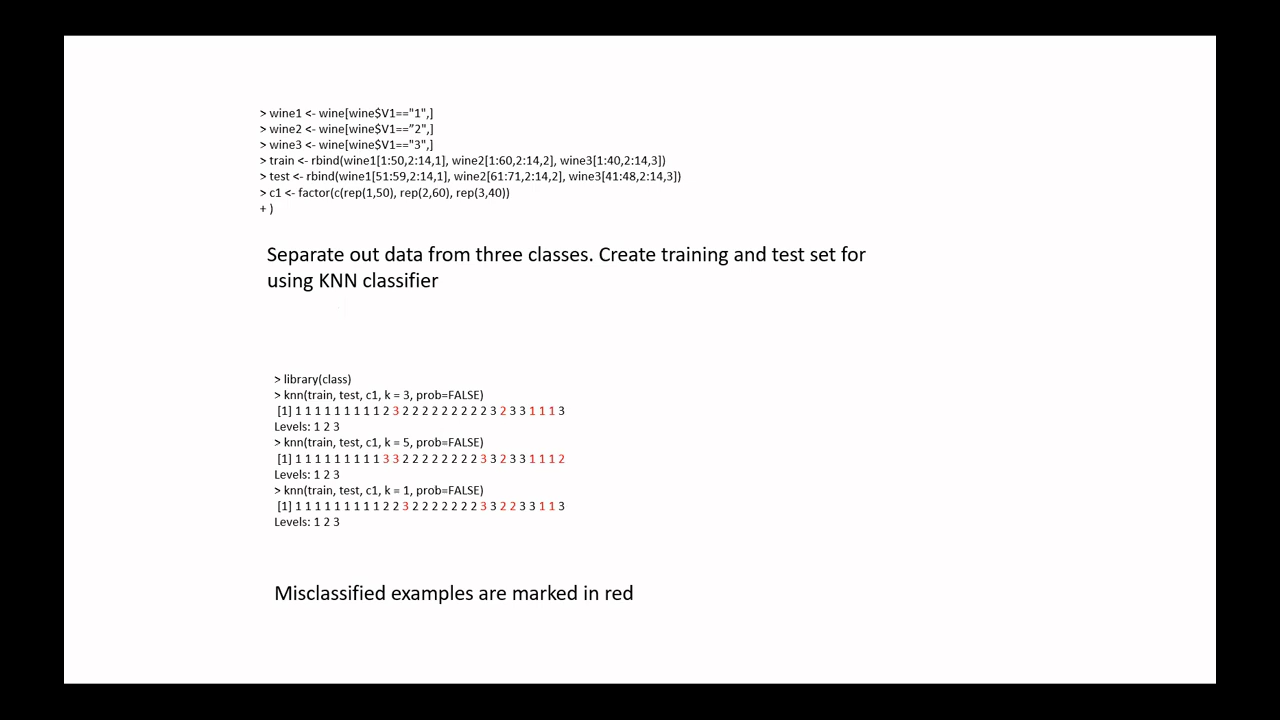 > wine1 <- wine[wine$V1=="1",]
> wine2 <- wine[wine$V1==”2",]
> wine3 <- wine[wine$V1=="3",]
> train <- rbind(wine1[1:50,2:14,1], wine2[1:60,2:14,2], wine3[1:40,2:14,3])
> test <- rbind(wine1[51:59,2:14,1], wine2[61:71,2:14,2], wine3[41:48,2:14,3])
> c1 <- factor(c(rep(1,50), rep(2,60), rep(3,40))
+ )
Separate out data from three classes. Create training and test set for
using KNN classifier
> library(class)
> knn(train, test, c1, k = 3, prob=FALSE)
[1] 1 1 1 1 1 1 1 1 1 2 3 2 2 2 2 2 2 2 2 2 3 2 3 3 1 1 1 3
Levels: 1 2 3
> knn(train, test, c1, k = 5, prob=FALSE)
[1] 1 1 1 1 1 1 1 1 1 3 3 2 2 2 2 2 2 2 2 3 3 2 3 3 1 1 1 2
Levels: 1 2 3
> knn(train, test, c1, k = 1, prob=FALSE)
[1] 1 1 1 1 1 1 1 1 1 2 2 3 2 2 2 2 2 2 2 3 3 2 2 3 3 1 1 3
Levels: 1 2 3
Misclassified examples are marked in red